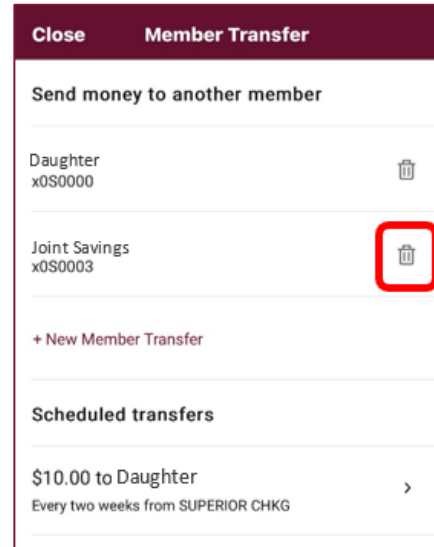 Close Member Transfer
Send money to another member
Daughter
x0S0000
Joint Savings
x0S0003
+ New Member Transfer
Scheduled transfers
$10.00 to Daughter
Every two weeks from SUPERIOR CHKG